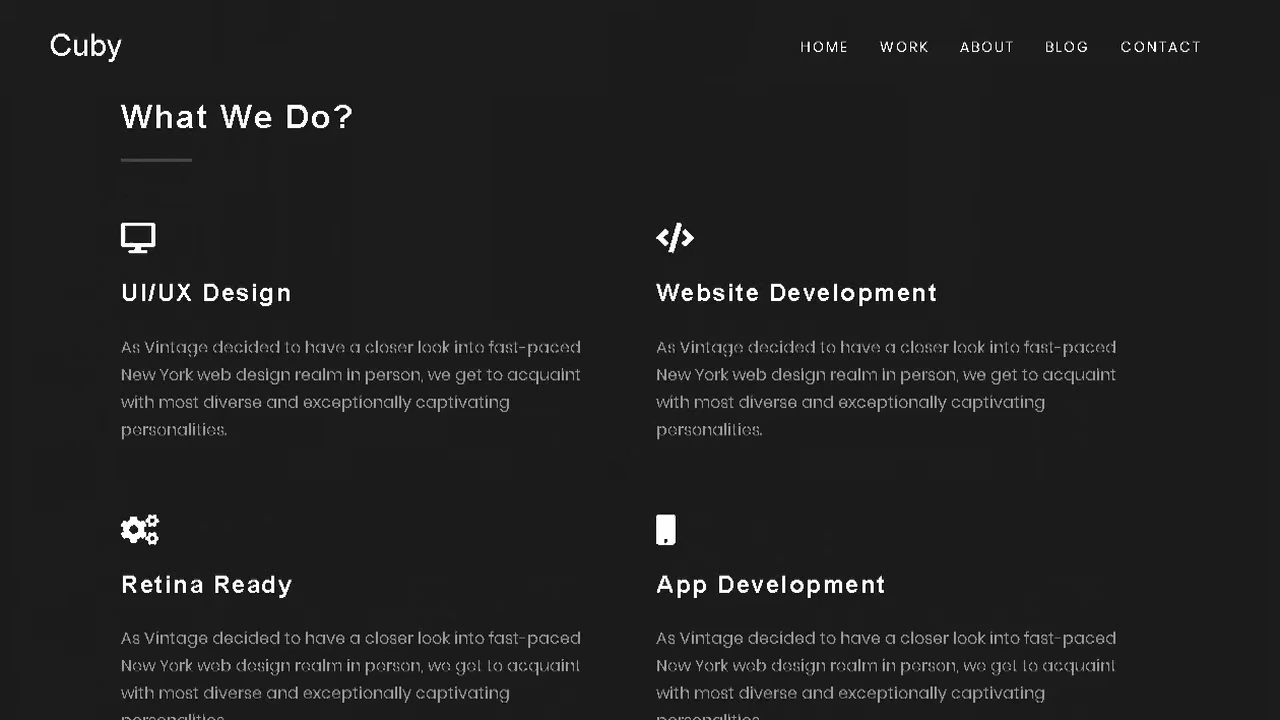 Cuby
HOME WORK ABOUT BLOG CONTACT
What We Do?
UI/UX Design
As Vintage decided to have a closer look into fast-paced
New York web design realm in person, we get to acquaint
with most diverse and exceptionally captivating
personalities.
Website Development
As Vintage decided to have a closer look into fast-paced
New York web design realm in person, we get to acquaint
with most diverse and exceptionally captivating
personalities.
Retina Ready
As Vintage decided to have a closer look into fast-paced
New York web design realm in person, we get to acquaint
with most diverse and exceptionally captivating
personalities.
App Development
As Vintage decided to have a closer look into fast-paced
New York web design realm in person, we get to acquaint
with most diverse and exceptionally captivating
personalities.